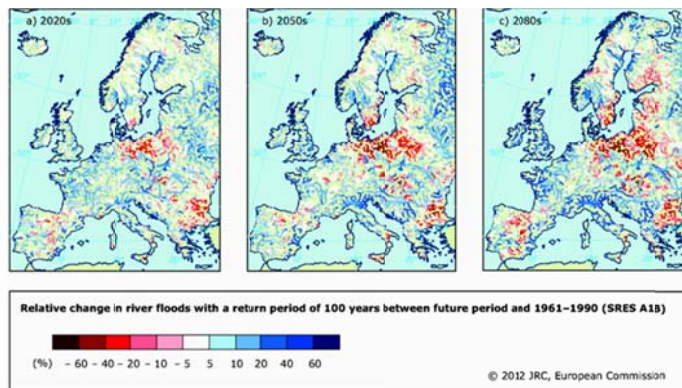 a) 2020s
b) 2050s
c) 2080s
Relative change in river floods with a return period of 100 years between future period and 1961–1990 (SRES A1B)
(%) – 60 – 40 – 20 – 10 – 5 5 10 20 40 60
© 2012 JRC, European Commission